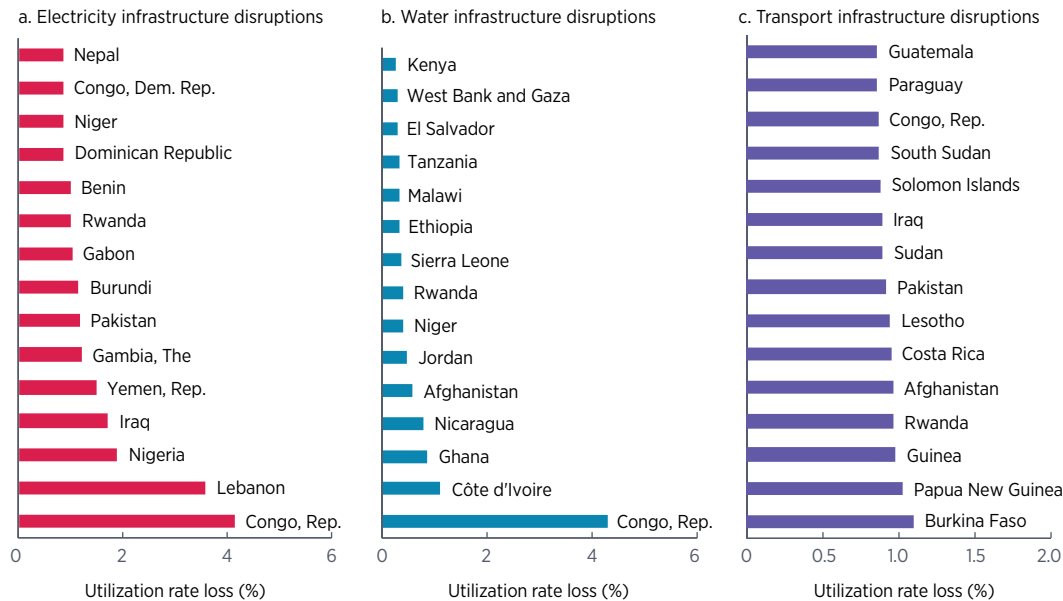 a. Electricity infrastructure disruptions
Nepal
Congo, Dem. Rep.
Niger
Dominican Republic
Benin
Rwanda
Gabon
Burundi
Pakistan
Gambia, The
Yemen, Rep.
Iraq
Nigeria
Lebanon
Congo, Rep.
0 2 4 6
Utilization rate loss (%)
b. Water infrastructure disruptions
Kenya
West Bank and Gaza
El Salvador
Tanzania
Malawi
Ethiopia
Sierra Leone
Rwanda
Niger
Jordan
Afghanistan
Nicaragua
Ghana
Côte d'Ivoire
Congo, Rep.
0 2 4 6
Utilization rate loss (%)
c. Transport infrastructure disruptions
Guatemala
Paraguay
Congo, Rep.
South Sudan
Solomon Islands
Iraq
Sudan
Pakistan
Lesotho
Costa Rica
Afghanistan
Rwanda
Guinea
Papua New Guinea
Burkina Faso
0 0.5 1.0 1.5 2.0
Utilization rate loss (%)